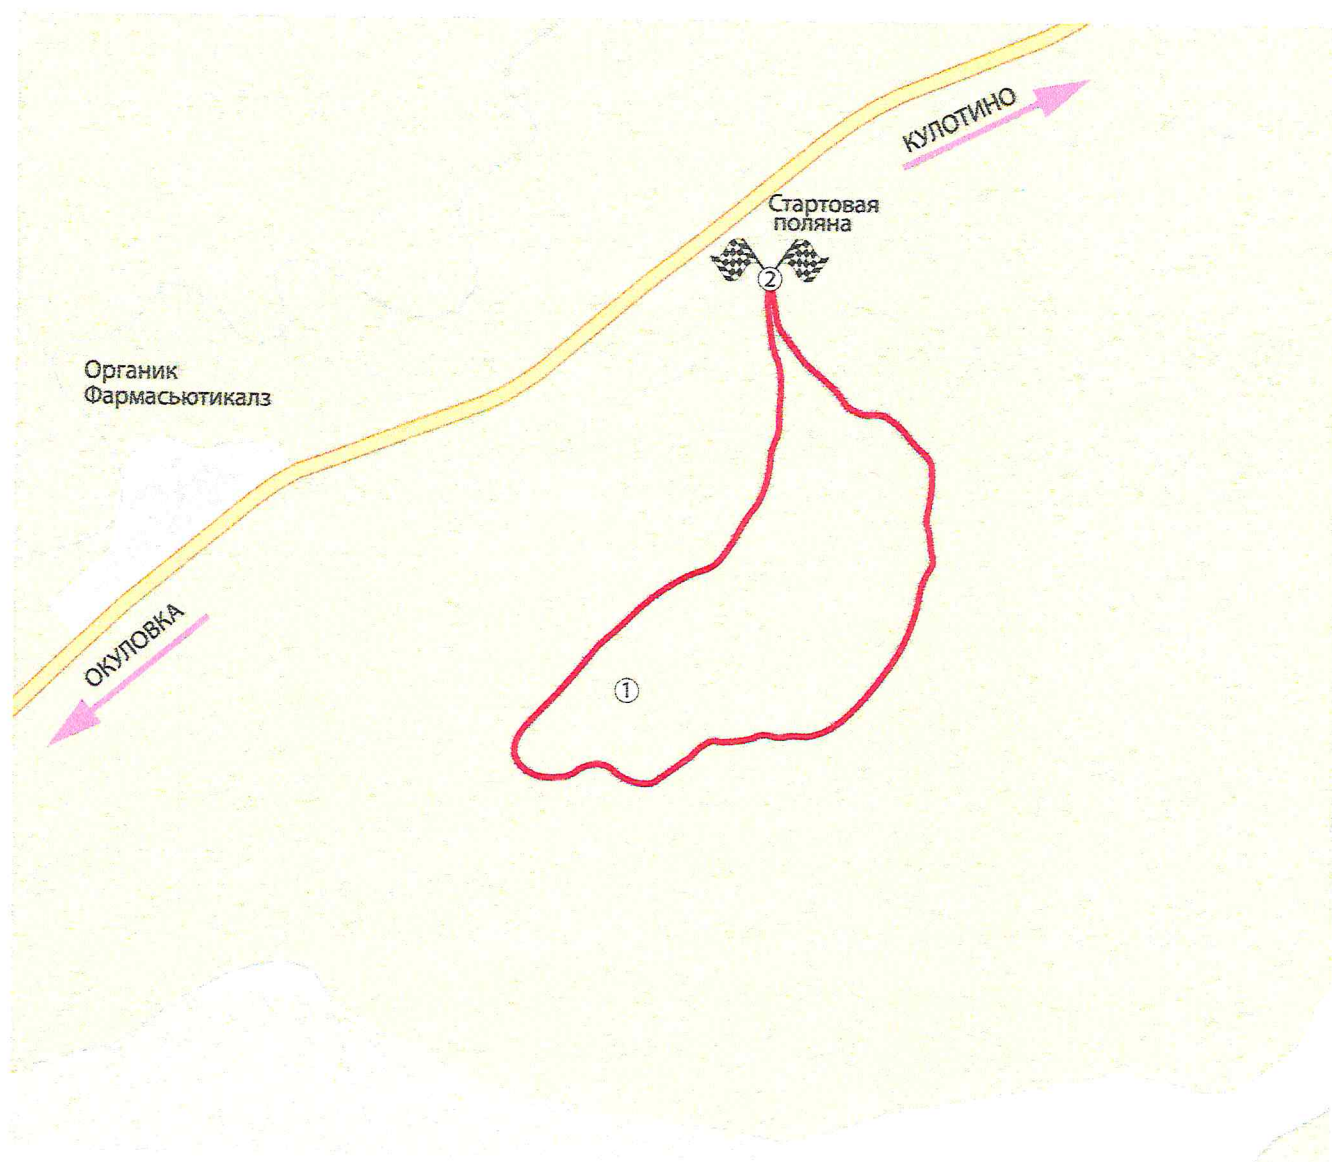 КУЛОТИНО
Стартовая
поляна
2
Органик
Фармасьютикалз
ОКУЛОВКА
1